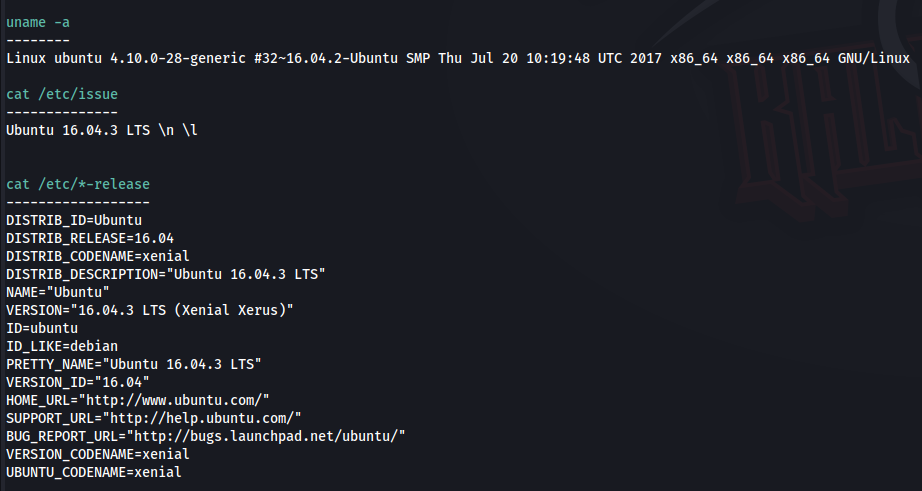 uname -a
--------
Linux ubuntu 4.10.0-28-generic #32~16.04.2-Ubuntu SMP Thu Jul 20 10:19:48 UTC 2017 x86_64 x86_64 x86_64 GNU/Linux
cat /etc/issue
--------------
Ubuntu 16.04.3 LTS \n \l
cat /etc/*-release
------------------
DISTRIB_ID=Ubuntu
DISTRIB_RELEASE=16.04
DISTRIB_CODENAME=xenial
DISTRIB_DESCRIPTION="Ubuntu 16.04.3 LTS"
NAME="Ubuntu"
VERSION="16.04.3 LTS (Xenial Xerus)"
ID=ubuntu
ID_LIKE=debian
PRETTY_NAME="Ubuntu 16.04.3 LTS"
VERSION_ID="16.04"
HOME_URL="http://www.ubuntu.com/"
SUPPORT_URL="http://help.ubuntu.com/"
BUG_REPORT_URL="http://bugs.launchpad.net/ubuntu/"
VERSION_CODENAME=xenial
UBUNTU_CODENAME=xenial